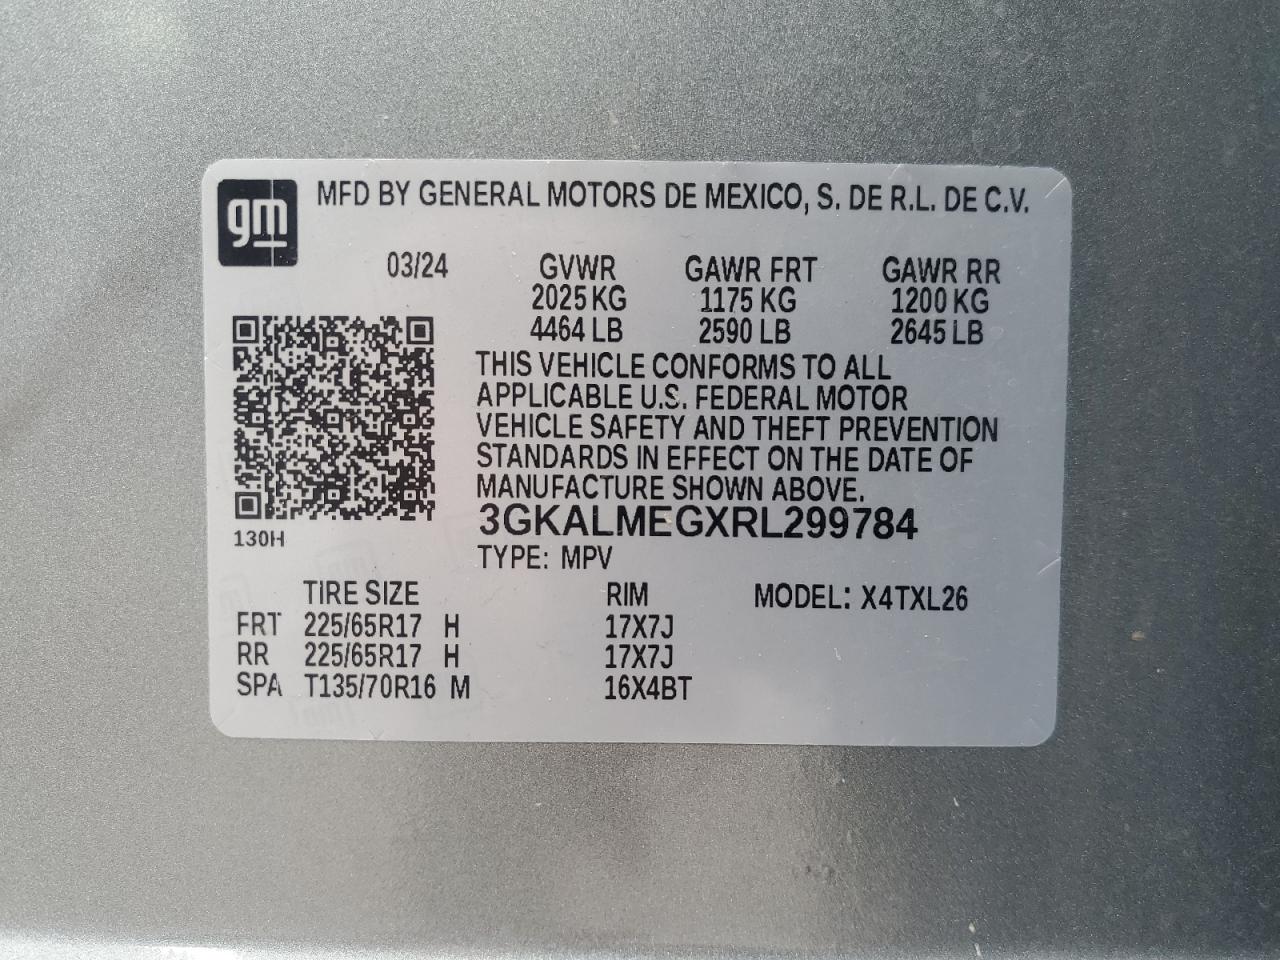 gm
MFD BY GENERAL MOTORS DE MEXICO, S. DE R.L. DE C.V.
03/24 GVWR GAWR FRT GAWR RR
2025 KG 1175 KG 1200 KG
4464 LB 2590 LB 2645 LB
THIS VEHICLE CONFORMS TO ALL
APPLICABLE U.S. FEDERAL MOTOR
VEHICLE SAFETY AND THEFT PREVENTION
STANDARDS IN EFFECT ON THE DATE OF
MANUFACTURE SHOWN ABOVE.
3GKALMEGXRL299784
130H
TYPE: MPV
TIRE SIZE RIM MODEL: X4TXL26
FRT 225/65R17 H 17X7J
RR 225/65R17 H 17X7J
SPA T135/70R16 M 16X4BT